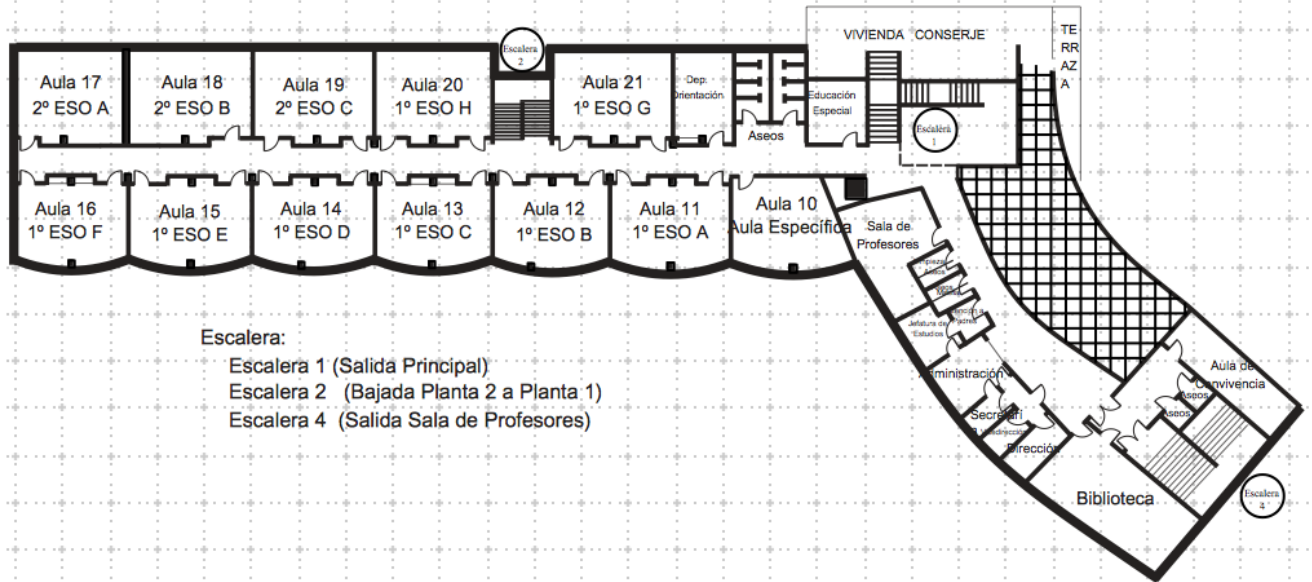 Escalera
2
VIVIENDA CONSERJE
TE
RR
AZ
A
Aula 17
2º ESO A
Aula 18
2º ESO B
Aula 19
2º ESO C
Aula 20
1º ESO H
Aula 21
1º ESO G
Dep.
Orientación
Aseos
Educación
Especial
Escalera
1
Aula 16
1º ESO F
Aula 15
1º ESO E
Aula 14
1º ESO D
Aula 13
1º ESO C
Aula 12
1º ESO B
Aula 11
1º ESO A
Aula 10
Aula Específica
Sala de
Profesores
Aseos
Padres
Jefatura de
Estudios
Administración
Secretarí
Vicedirección
Dirección
Biblioteca
Aula de
Convivencia
Aseos
Aseos
Escalera
4
Escalera:
Escalera 1 (Salida Principal)
Escalera 2 (Bajada Planta 2 a Planta 1)
Escalera 4 (Salida Sala de Profesores)